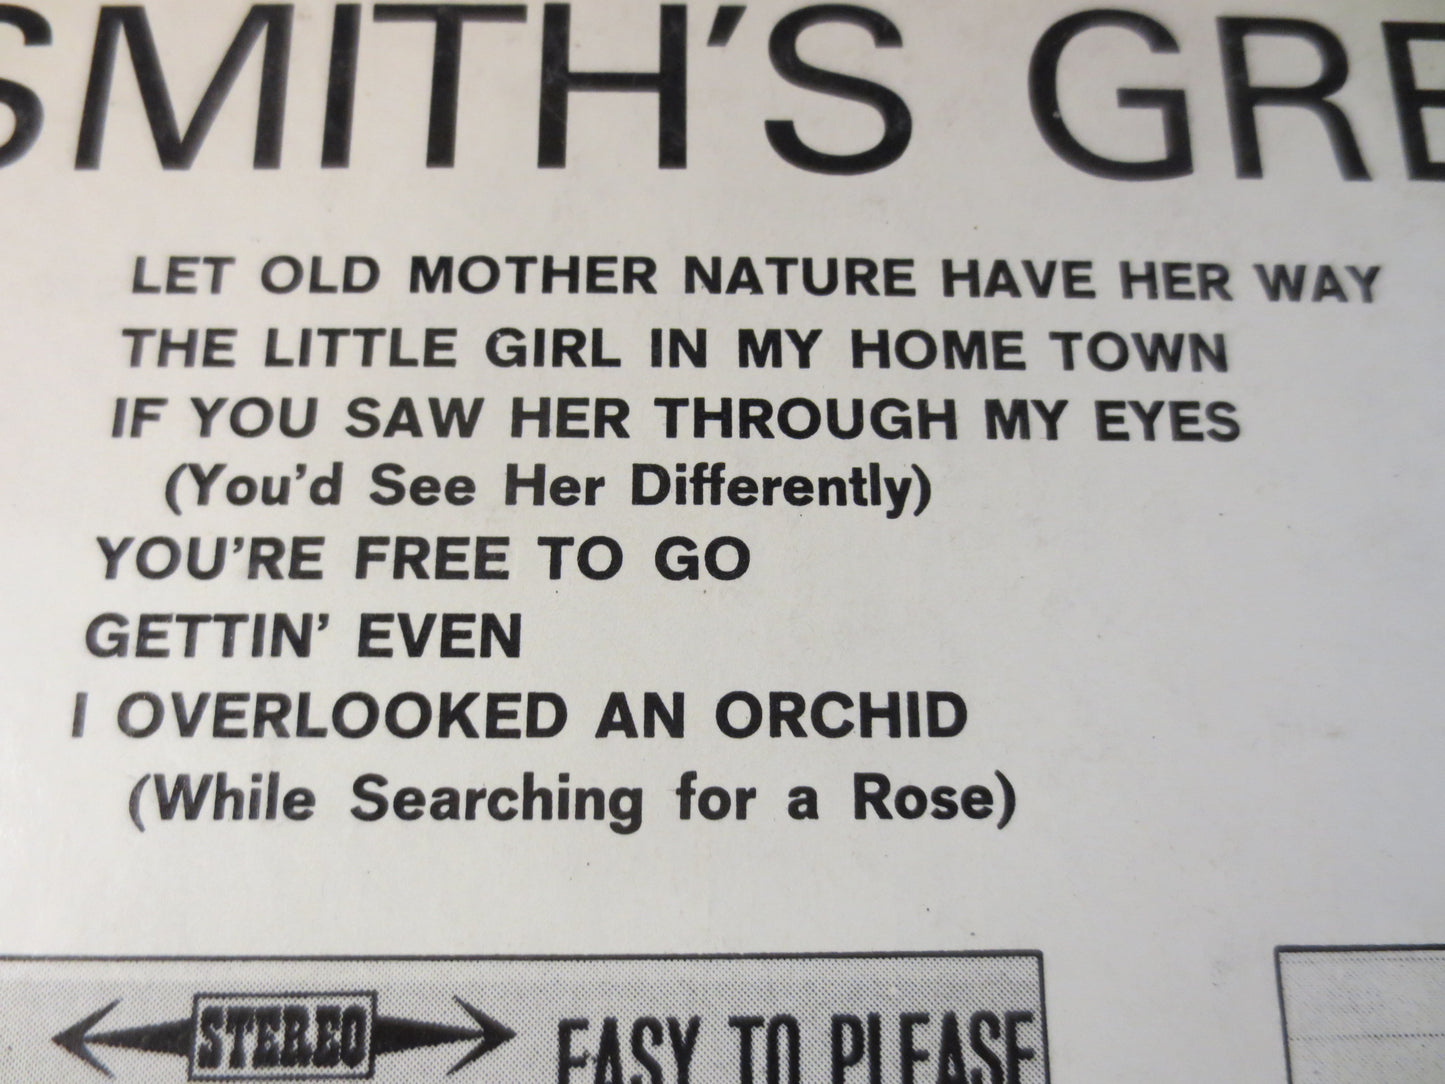 SMITH'S GRE
LET OLD MOTHER NATURE HAVE HER WAY
THE LITTLE GIRL IN MY HOME TOWN
IF YOU SAW HER THROUGH MY EYES
(You'd See Her Differently)
YOU'RE FREE TO GO
GETTIN' EVEN
I OVERLOOKED AN ORCHID
(While Searching for a Rose)
STEREO
EASY TO PLEASE